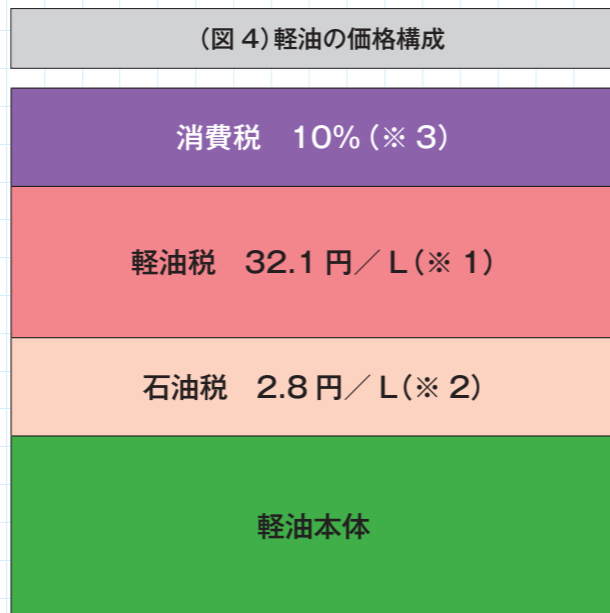 （図 4）軽油の価格構成
消費税　10%（※ 3）
軽油税　32.1 円／ L（※ 1）
石油税　2.8 円／ L（※ 2）
軽油本体